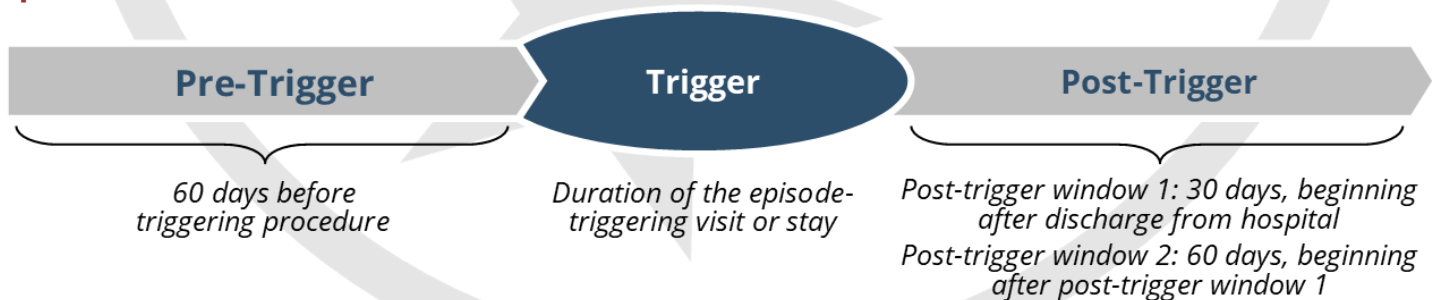 Pre-Trigger
Trigger
Post-Trigger
60 days before
triggering procedure
Duration of the episode-
triggering visit or stay
Post-trigger window 1: 30 days, beginning
after discharge from hospital
Post-trigger window 2: 60 days, beginning
after post-trigger window 1